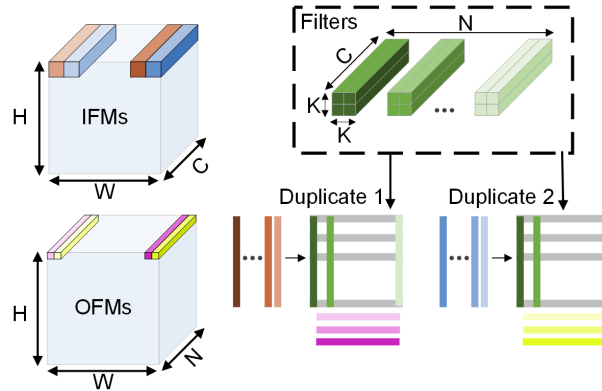 Filters
N
C
K
K
H
IFMs
C
W
Duplicate 1
Duplicate 2
H
OFMs
N
W